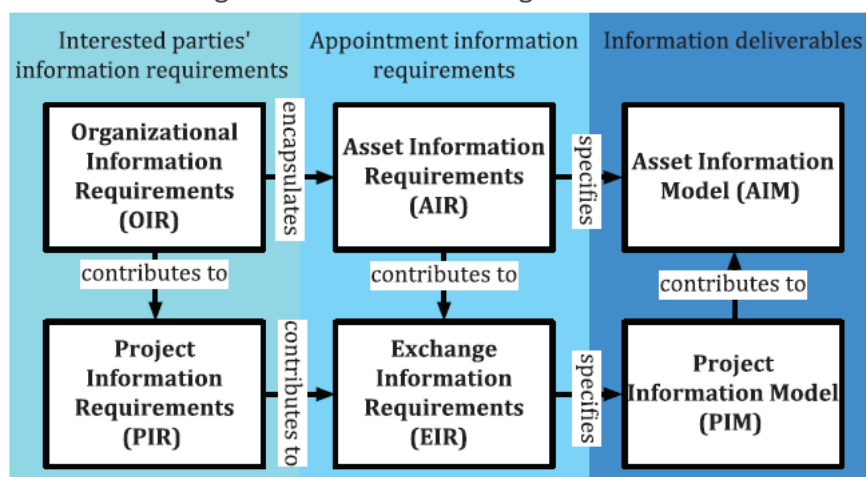 Interested parties'
information requirements
Appointment information
requirements
Information deliverables
Organizational
Information
Requirements
(OIR)
encapsulates
Asset Information
Requirements
(AIR)
specifies
Asset Information
Model (AIM)
contributes to
contributes to
contributes to
Project
Information
Requirements
(PIR)
contributes to
Exchange
Information
Requirements
(EIR)
specifies
Project
Information Model
(PIM)